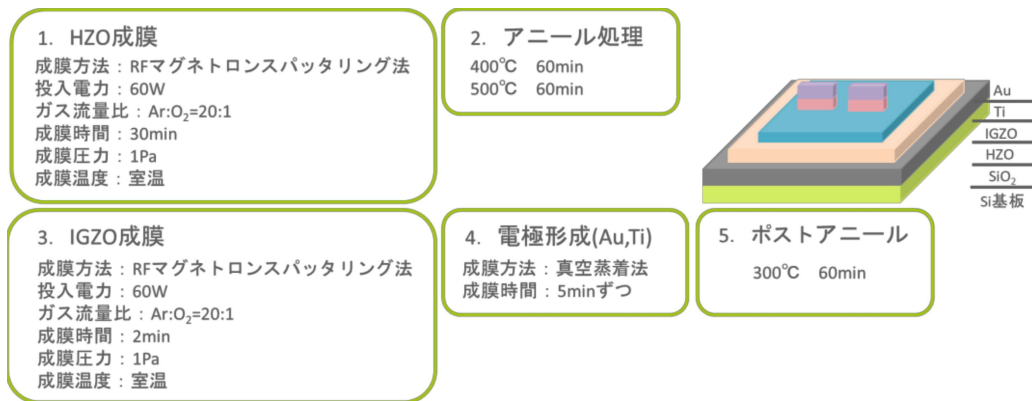 1. HZO成膜
成膜方法：RFマグネトロンスパッタリング法
投入電力：60W
ガス流量比：Ar:O₂=20:1
成膜時間：30min
成膜圧力：1Pa
成膜温度：室温
2. アニール処理
400℃ 60min
500℃ 60min
Au
Ti
IGZO
HZO
SiO₂
Si基板
3. IGZO成膜
成膜方法：RFマグネトロンスパッタリング法
投入電力：60W
ガス流量比：Ar:O₂=20:1
成膜時間：2min
成膜圧力：1Pa
成膜温度：室温
4. 電極形成(Au,Ti)
成膜方法：真空蒸着法
成膜時間：5minずつ
5. ポストアニール
300℃ 60min